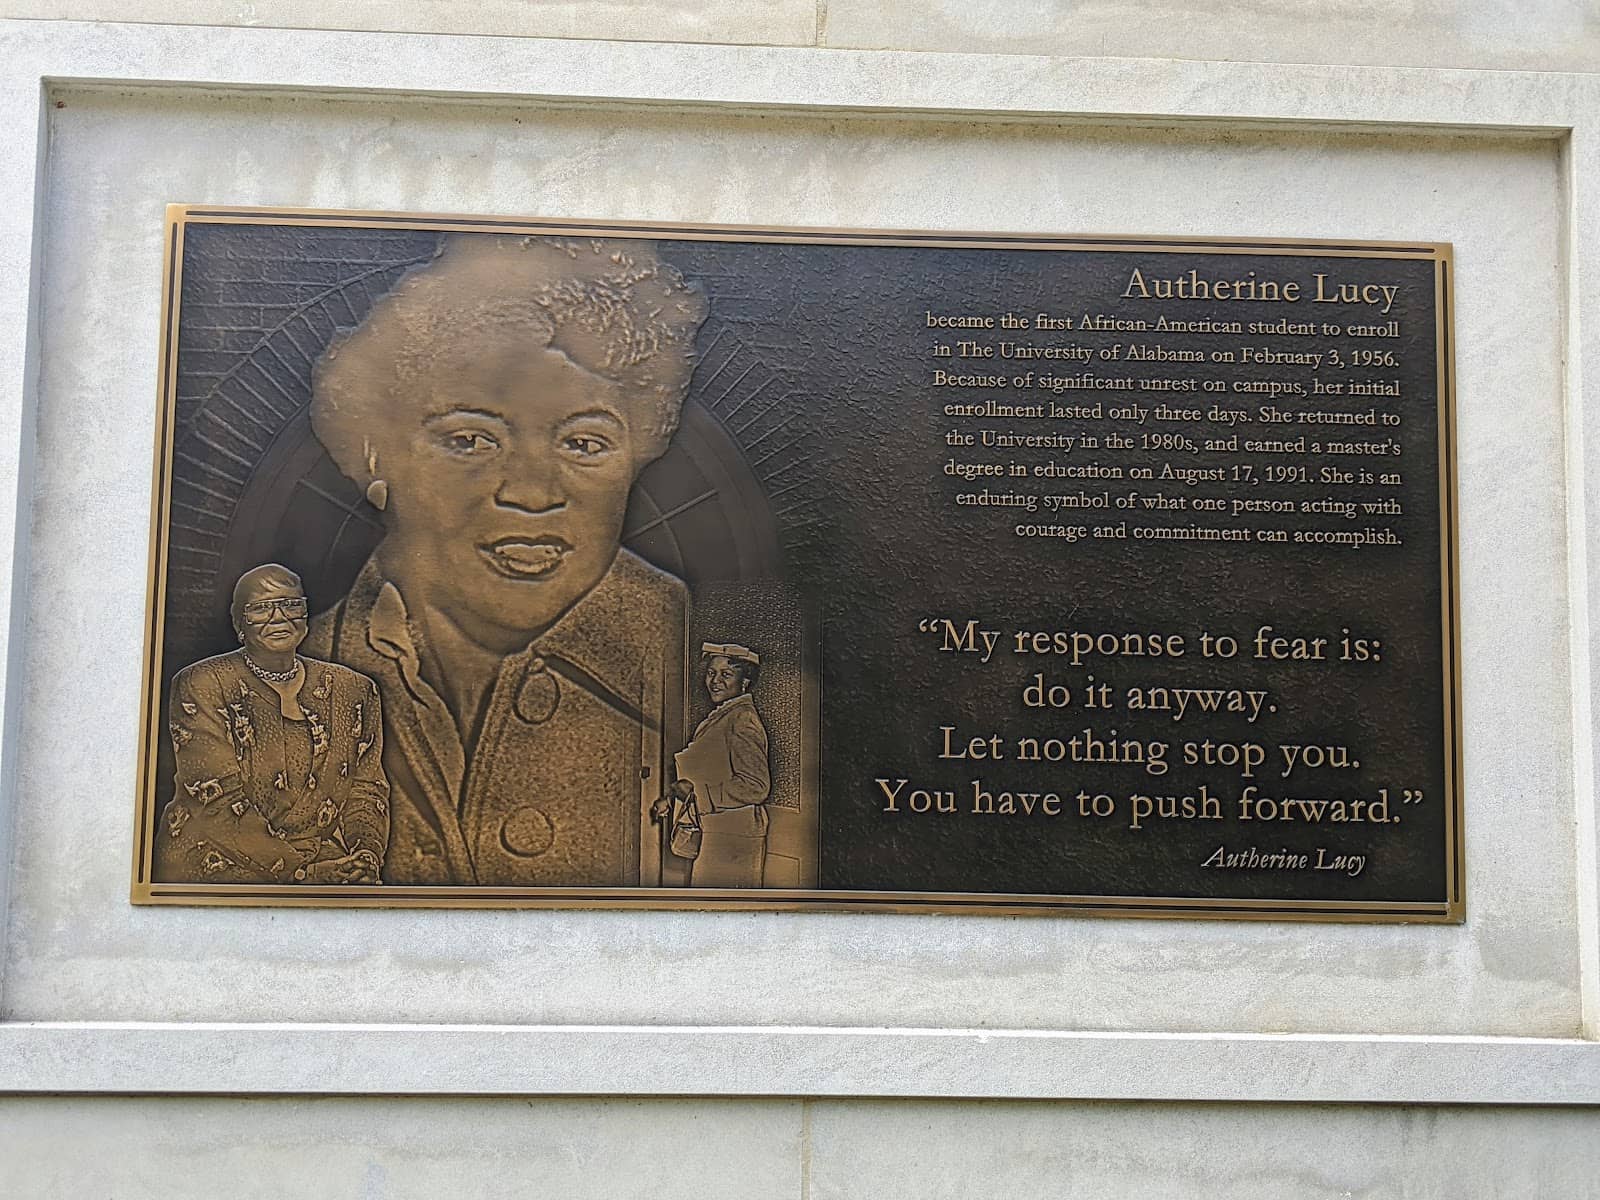 Autherine Lucy
became the first African-American student to enroll
in The University of Alabama on February 3, 1956.
Because of significant unrest on campus, her initial
enrollment lasted only three days. She returned to
the University in the 1980s, and earned a master's
degree in education on August 17, 1991. She is an
enduring symbol of what one person acting with
courage and commitment can accomplish.
“My response to fear is:
do it anyway.
Let nothing stop you.
You have to push forward.”
Autherine Lucy